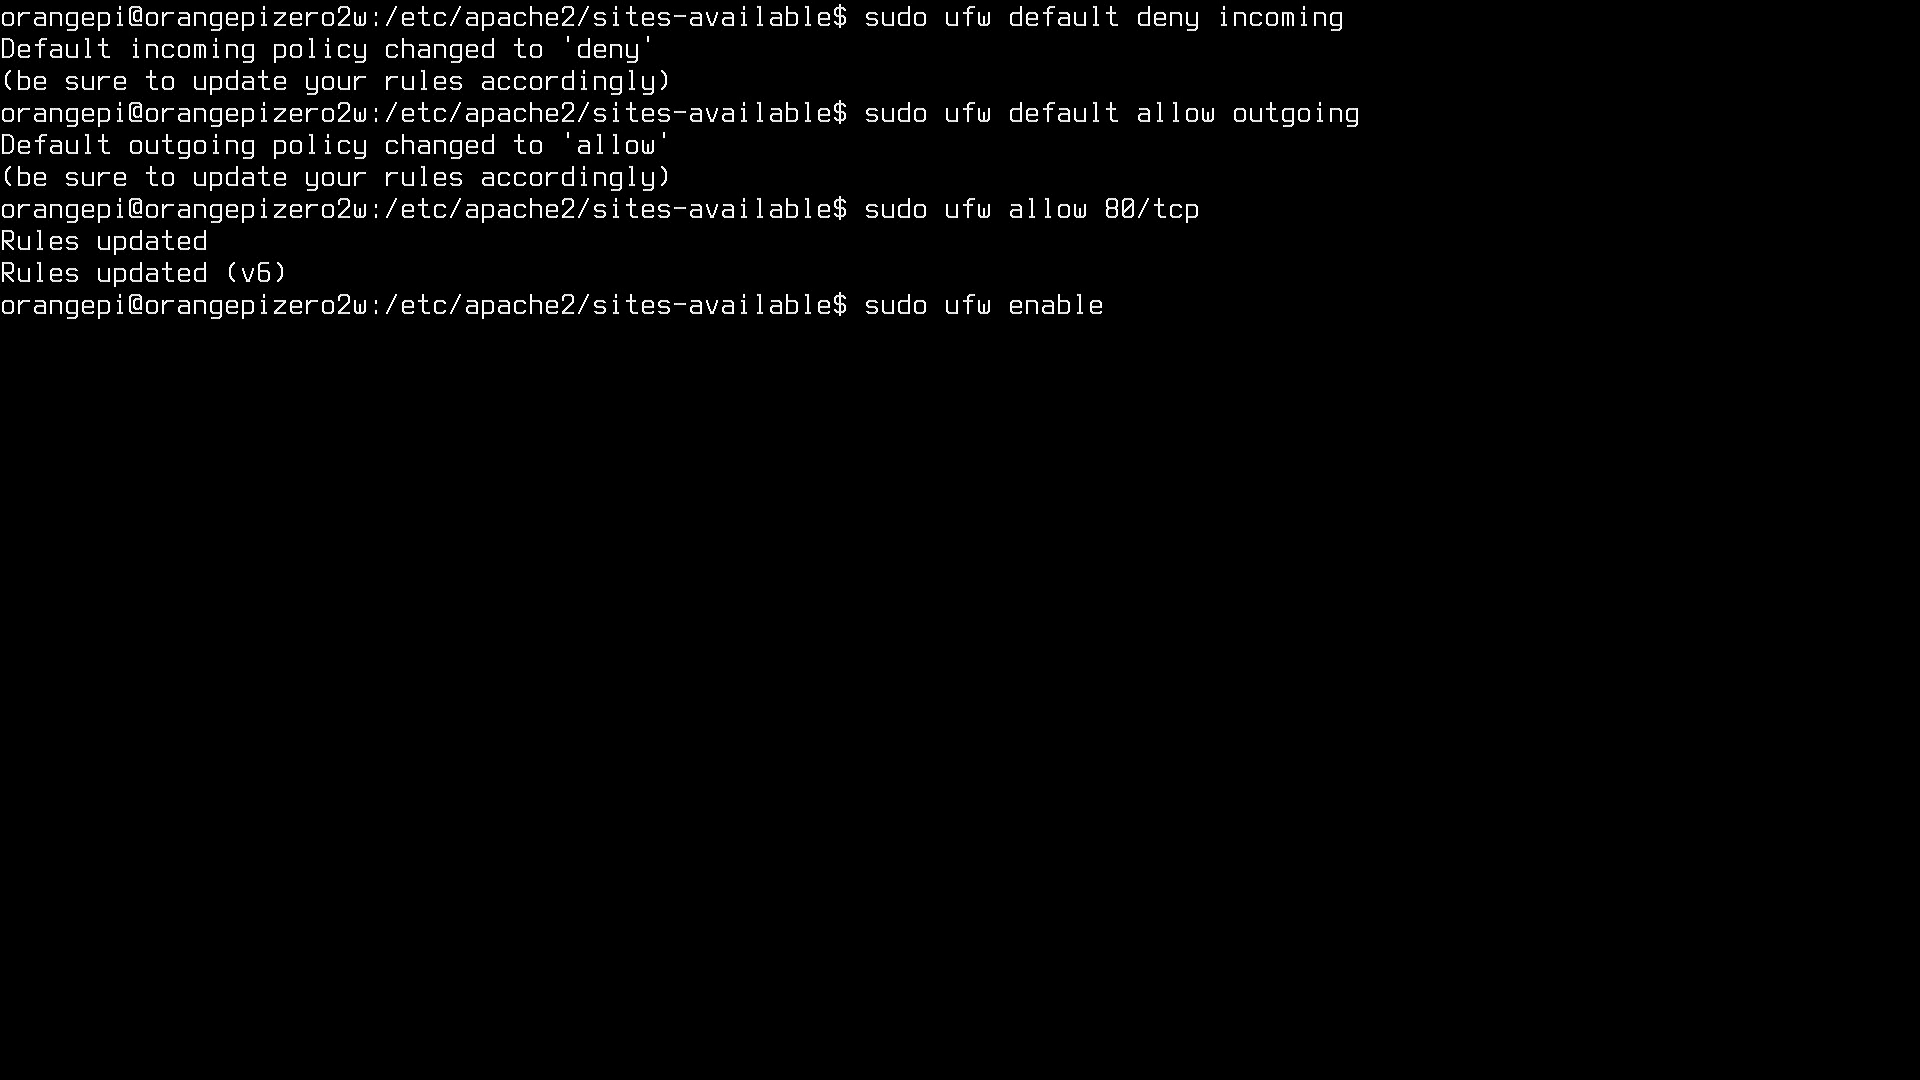 orangepi@orangepizero2w:/etc/apache2/sites-available$ sudo ufw default deny incoming
Default incoming policy changed to 'deny'
(be sure to update your rules accordingly)
orangepi@orangepizero2w:/etc/apache2/sites-available$ sudo ufw default allow outgoing
Default outgoing policy changed to 'allow'
(be sure to update your rules accordingly)
orangepi@orangepizero2w:/etc/apache2/sites-available$ sudo ufw allow 80/tcp
Rules updated
Rules updated (v6)
orangepi@orangepizero2w:/etc/apache2/sites-available$ sudo ufw enable